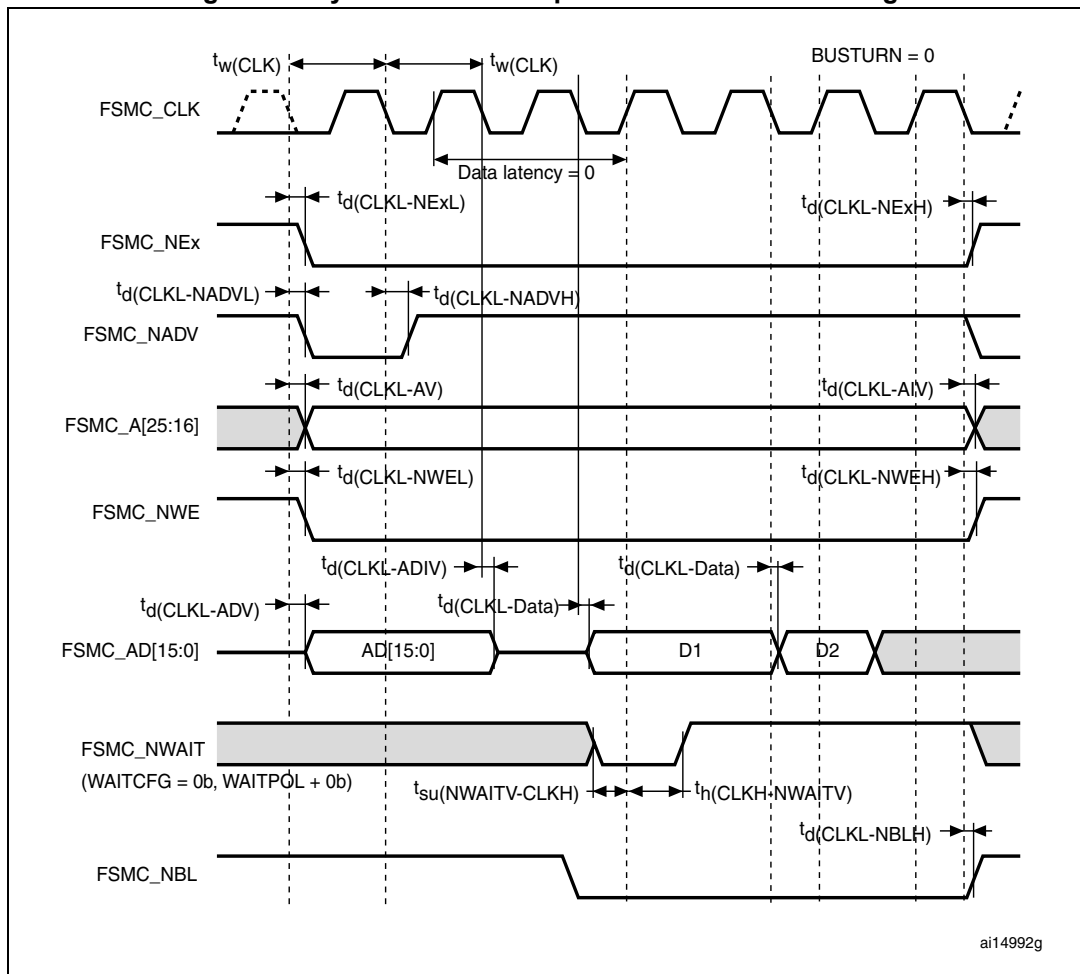 tw(CLK)
tw(CLK)
BUSTURN = 0
FSMC_CLK
Data latency = 0
td(CLKL-NExL)
td(CLKL-NExH)
FSMC_NEx
td(CLKL-NADVL)
td(CLKL-NADVH)
FSMC_NADV
td(CLKL-AV)
td(CLKL-AIV)
FSMC_A[25:16]
td(CLKL-NWEL)
td(CLKL-NWEH)
FSMC_NWE
td(CLKL-ADIV)
td(CLKL-Data)
td(CLKL-ADV)
td(CLKL-Data)
FSMC_AD[15:0]
AD[15:0]
D1
D2
FSMC_NWAIT
(WAITCFG = 0b, WAITPOL + 0b)
tsu(NWAITV-CLKH)
th(CLKH-NWAITV)
td(CLKL-NBLH)
FSMC_NBL
ai14992g